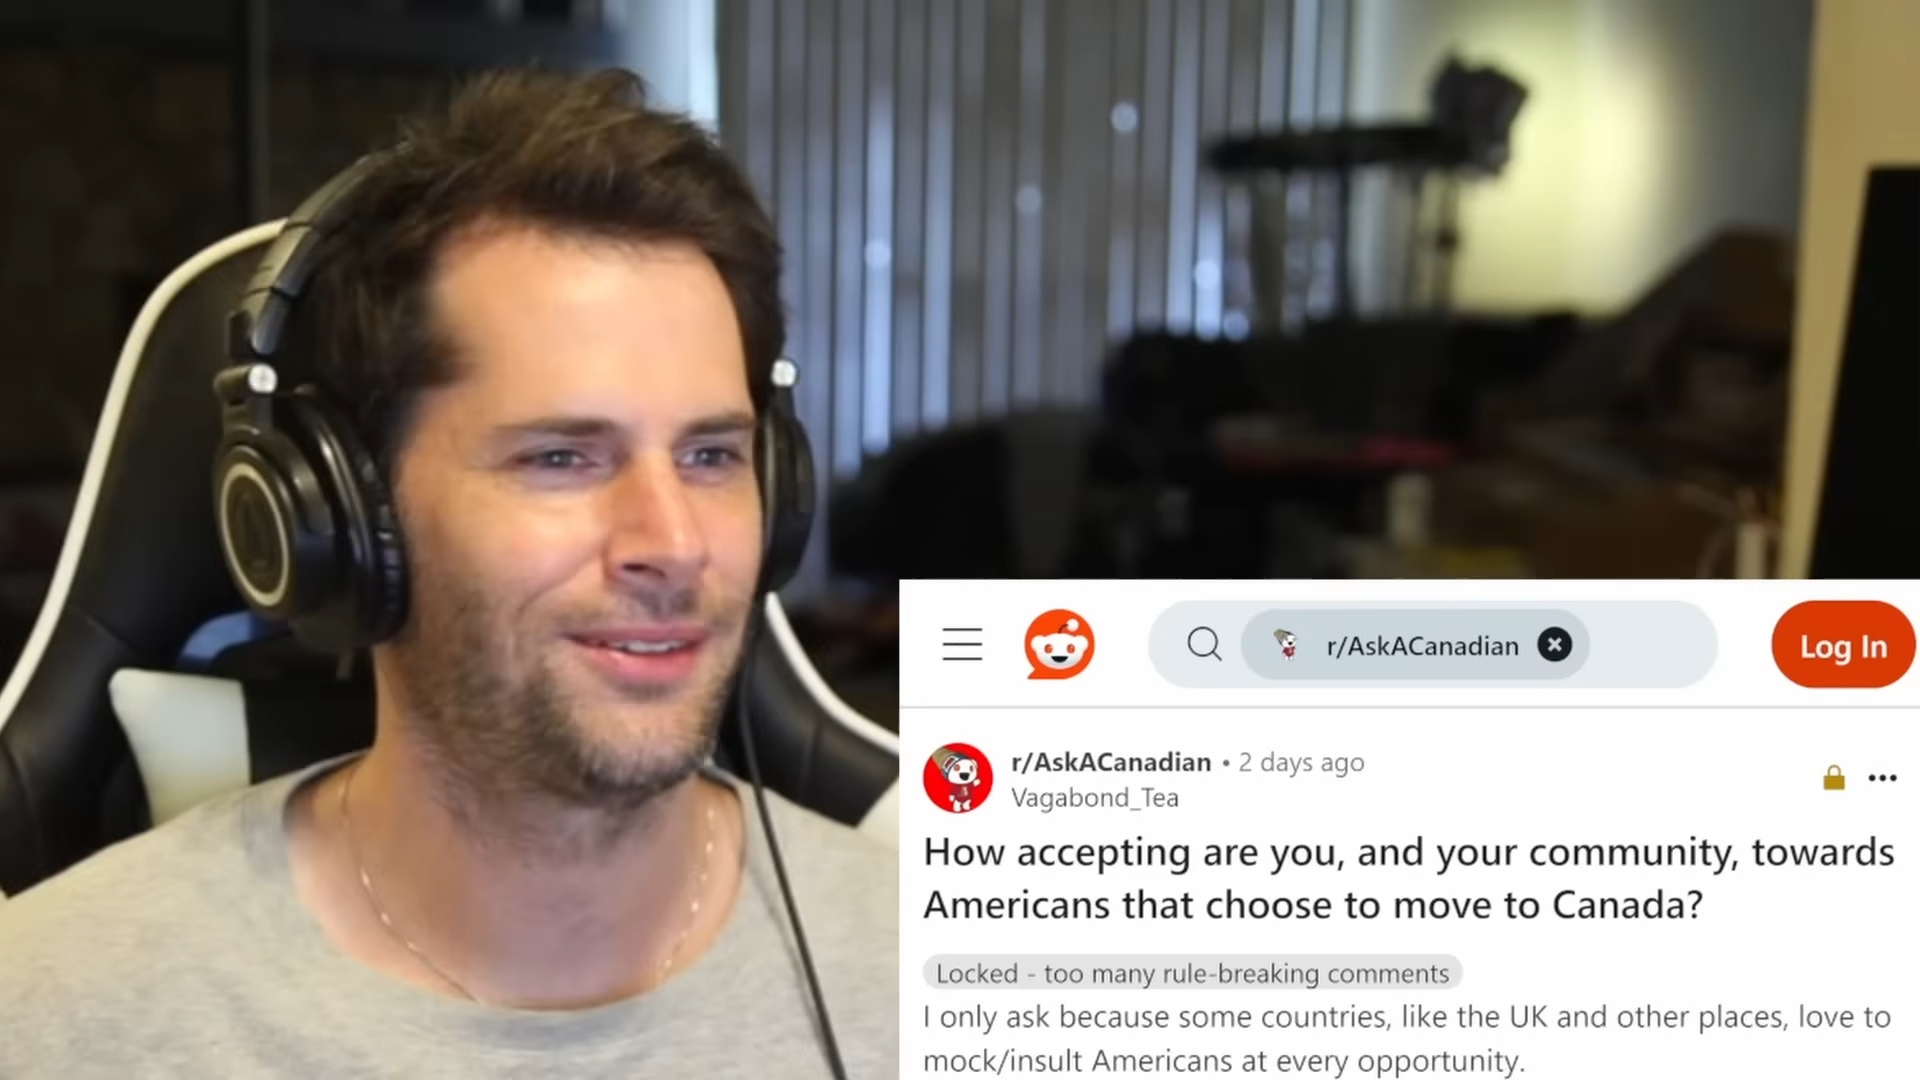 r/AskACanadian
Log In
r/AskACanadian • 2 days ago
Vagabond_Tea
How accepting are you, and your community, towards
Americans that choose to move to Canada?
Locked - too many rule-breaking comments
I only ask because some countries, like the UK and other places, love to
mock/insult Americans at every opportunity.